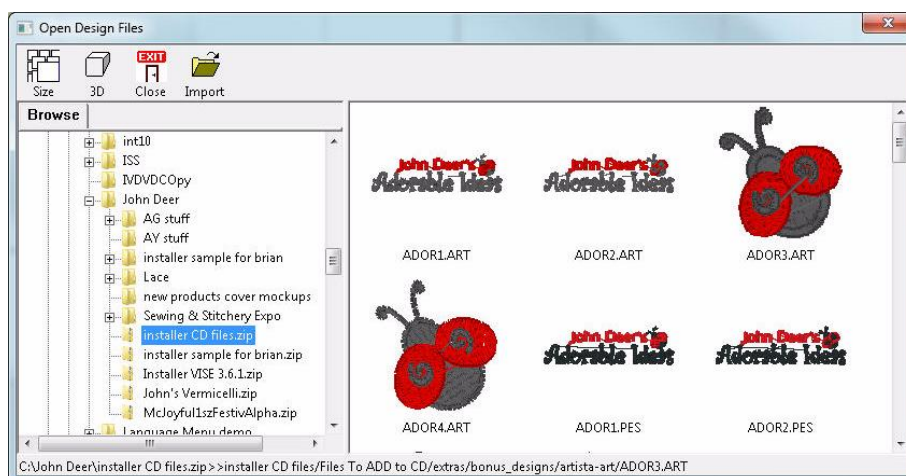 Open Design Files
Size
3D
EXIT
Close
Import
Browse
int10
ISS
IVDVDCOpy
John Deer
AG stuff
AY stuff
installer sample for brian
Lace
new products cover mockups
Sewing & Stitchery Expo
installer CD files.zip
installer sample for brian.zip
Installer VISE 3.6.1.zip
John's Vermicelli.zip
McJoyful1szFestivAlpha.zip
Language Menu demo
John Deer's
Adorable Ideas
ADOR1.ART
John Deer's
Adorable Ideas
ADOR2.ART
ADOR3.ART
ADOR4.ART
John Deer's
Adorable Ideas
ADOR1.PES
John Deer's
Adorable Ideas
ADOR2.PES
C:\John Deer\installer CD files.zip>>installer CD files/Files To ADD to CD/extras/bonus_designs/artista-art/ADOR3.ART